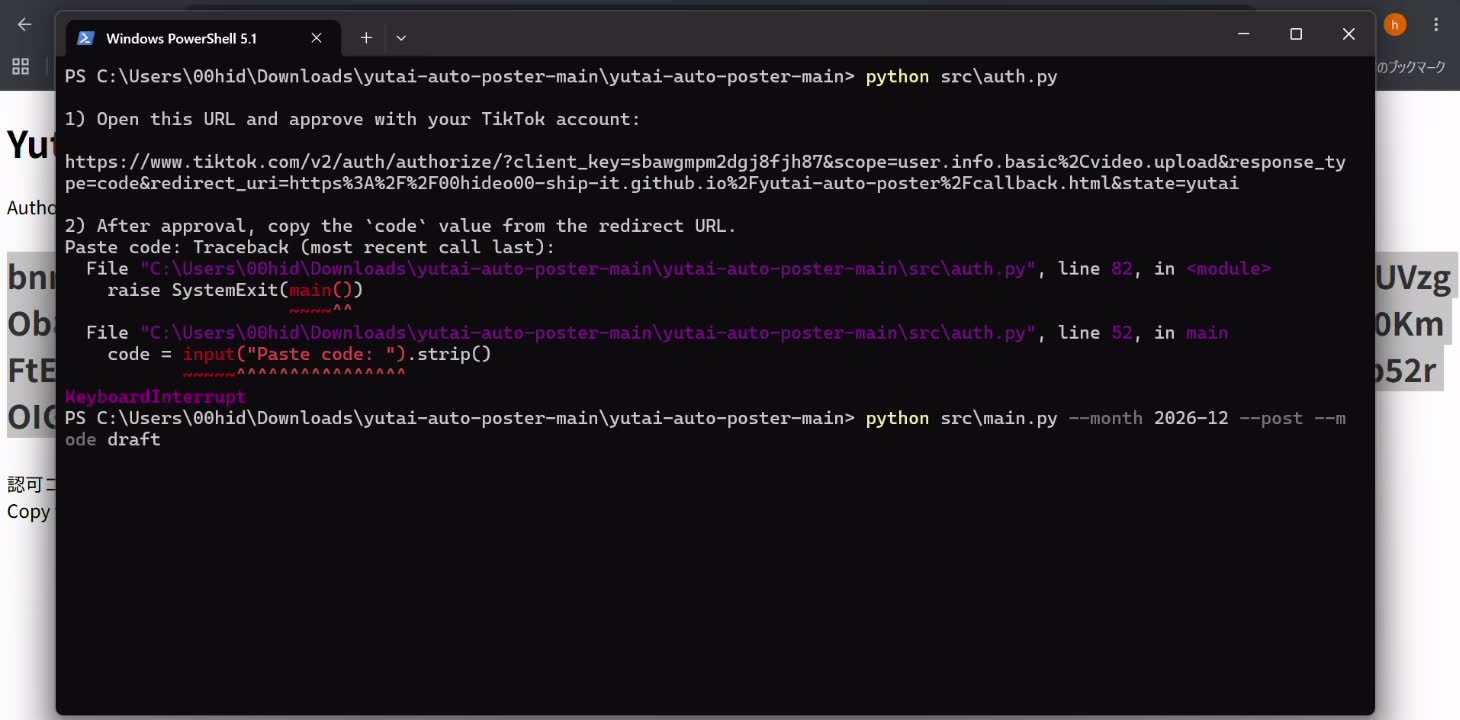 Windows PowerShell 5.1
h
のブックマーク
PS C:\Users\00hid\Downloads\yutai-auto-poster-main\yutai-auto-poster-main> python src\auth.py
1) Open this URL and approve with your TikTok account:
https://www.tiktok.com/v2/auth/authorize/?client_key=sbawgmpm2dgj8fjh87&scope=user.info.basic%2Cvideo.upload&response_ty
pe=code&redirect_uri=https%3A%2F%2F00hideo00-ship-it.github.io%2Fyutai-auto-poster%2Fcallback.html&state=yutai
2) After approval, copy the `code` value from the redirect URL.
Paste code: Traceback (most recent call last):
File "C:\Users\00hid\Downloads\yutai-auto-poster-main\yutai-auto-poster-main\src\auth.py", line 82, in <module>
raise SystemExit(main())
~~~~^^
File "C:\Users\00hid\Downloads\yutai-auto-poster-main\yutai-auto-poster-main\src\auth.py", line 52, in main
code = input("Paste code: ").strip()
~~~~~^^^^^^^^^^^^^^^^
KeyboardInterrupt
PS C:\Users\00hid\Downloads\yutai-auto-poster-main\yutai-auto-poster-main> python src\main.py --month 2026-12 --post --m
ode draft
Yut
Autho
UVzg
0Km
FtE
52r
認可コ
Copy